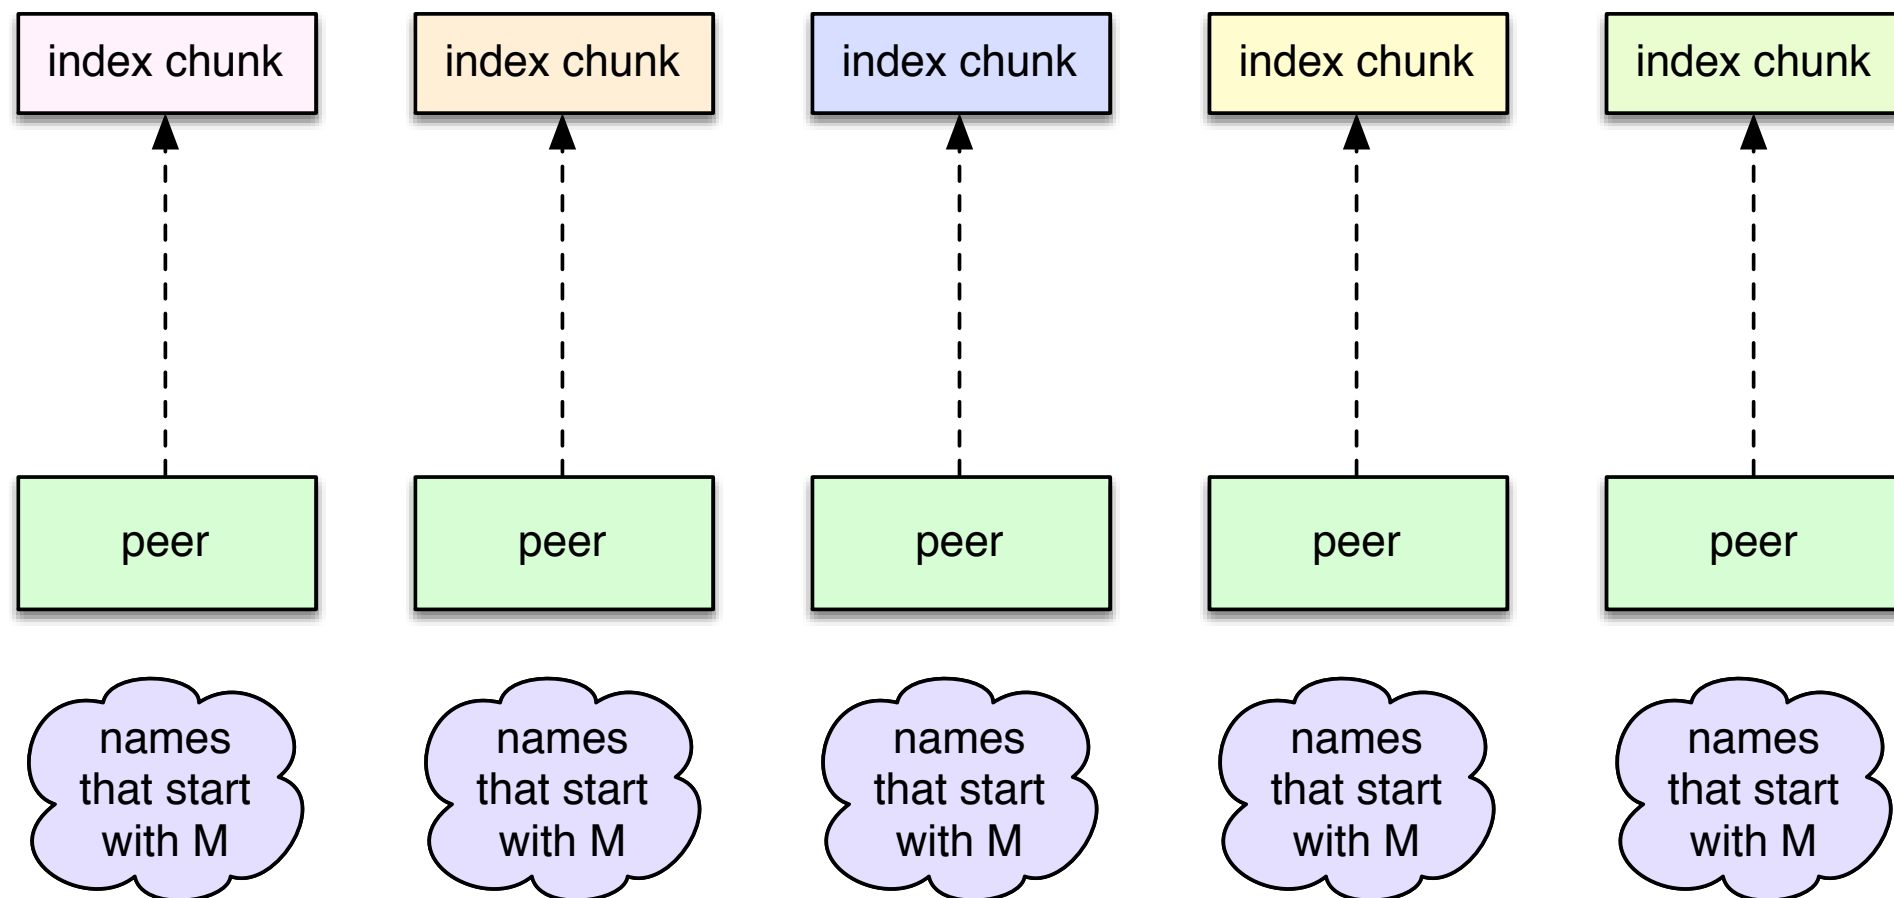 index chunk
index chunk
index chunk
index chunk
index chunk
peer
peer
peer
peer
peer
names
that start
with M
names
that start
with M
names
that start
with M
names
that start
with M
names
that start
with M